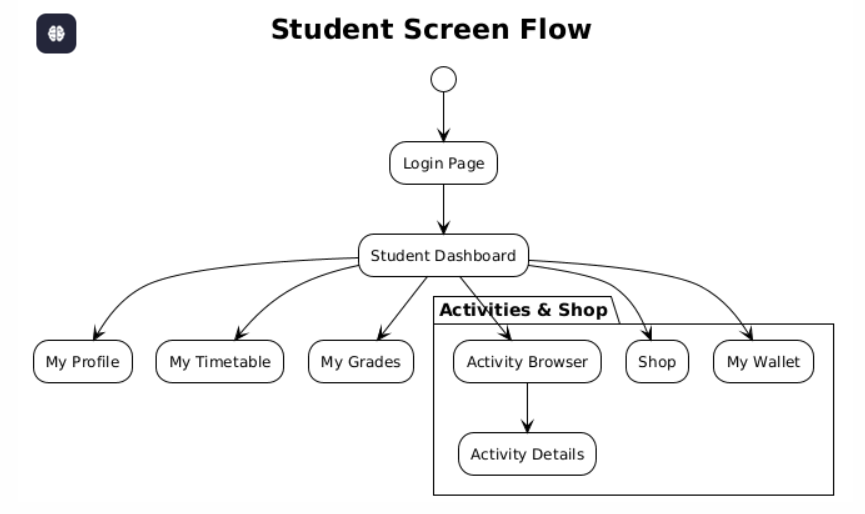 Student Screen Flow
Login Page
Student Dashboard
Activities & Shop
My Profile
My Timetable
My Grades
Activity Browser
Shop
My Wallet
Activity Details